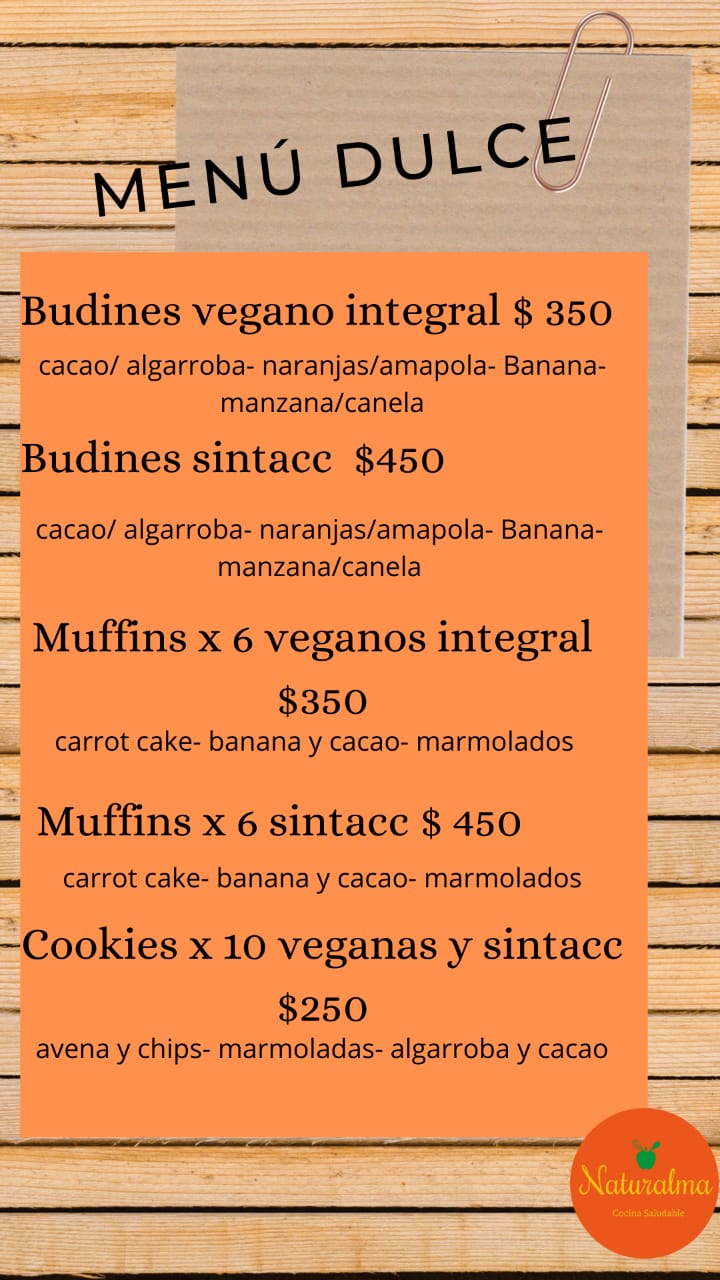 MENÚ DULCE
Budines vegano integral $ 350
cacao/ algarroba- naranjas/amapola- Banana-
manzana/canela
Budines sintacc $450
cacao/ algarroba- naranjas/amapola- Banana-
manzana/canela
Muffins x 6 veganos integral
$350
carrot cake- banana y cacao- marmolados
Muffins x 6 sintacc $ 450
carrot cake- banana y cacao- marmolados
Cookies x 10 veganas y sintacc
$250
avena y chips- marmoladas- algarroba y cacao
Naturalma
Cocina Saludable